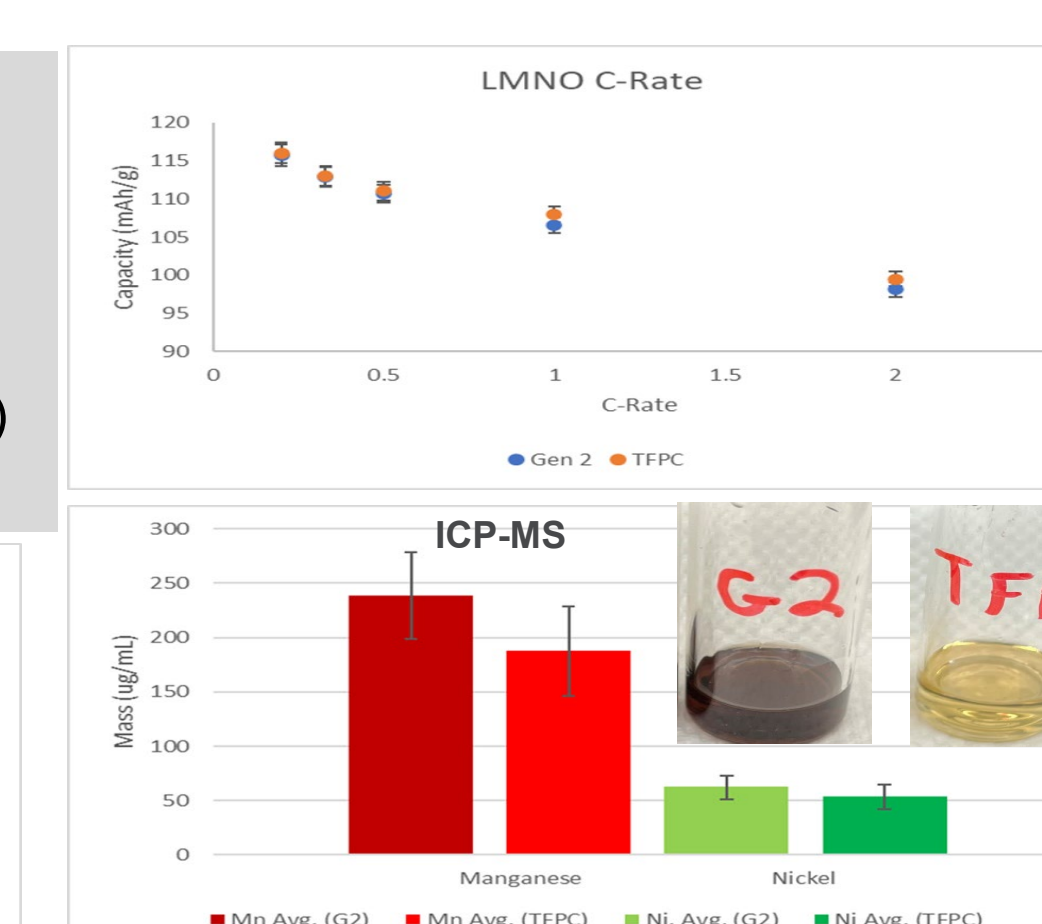 )
LMNO C-Rate
120
115
110
105
100
95
90
Capacity (mAh/g)
0 0.5 1 1.5 2
C-Rate
Gen 2 TFPC
ICP-MS
300
250
200
150
100
50
0
Mass (ug/mL)
G2
TF
Manganese Nickel
Mn Avg. (G2) Mn Avg. (TFPC) Ni. Avg. (G2) Ni Avg. (TFPC)